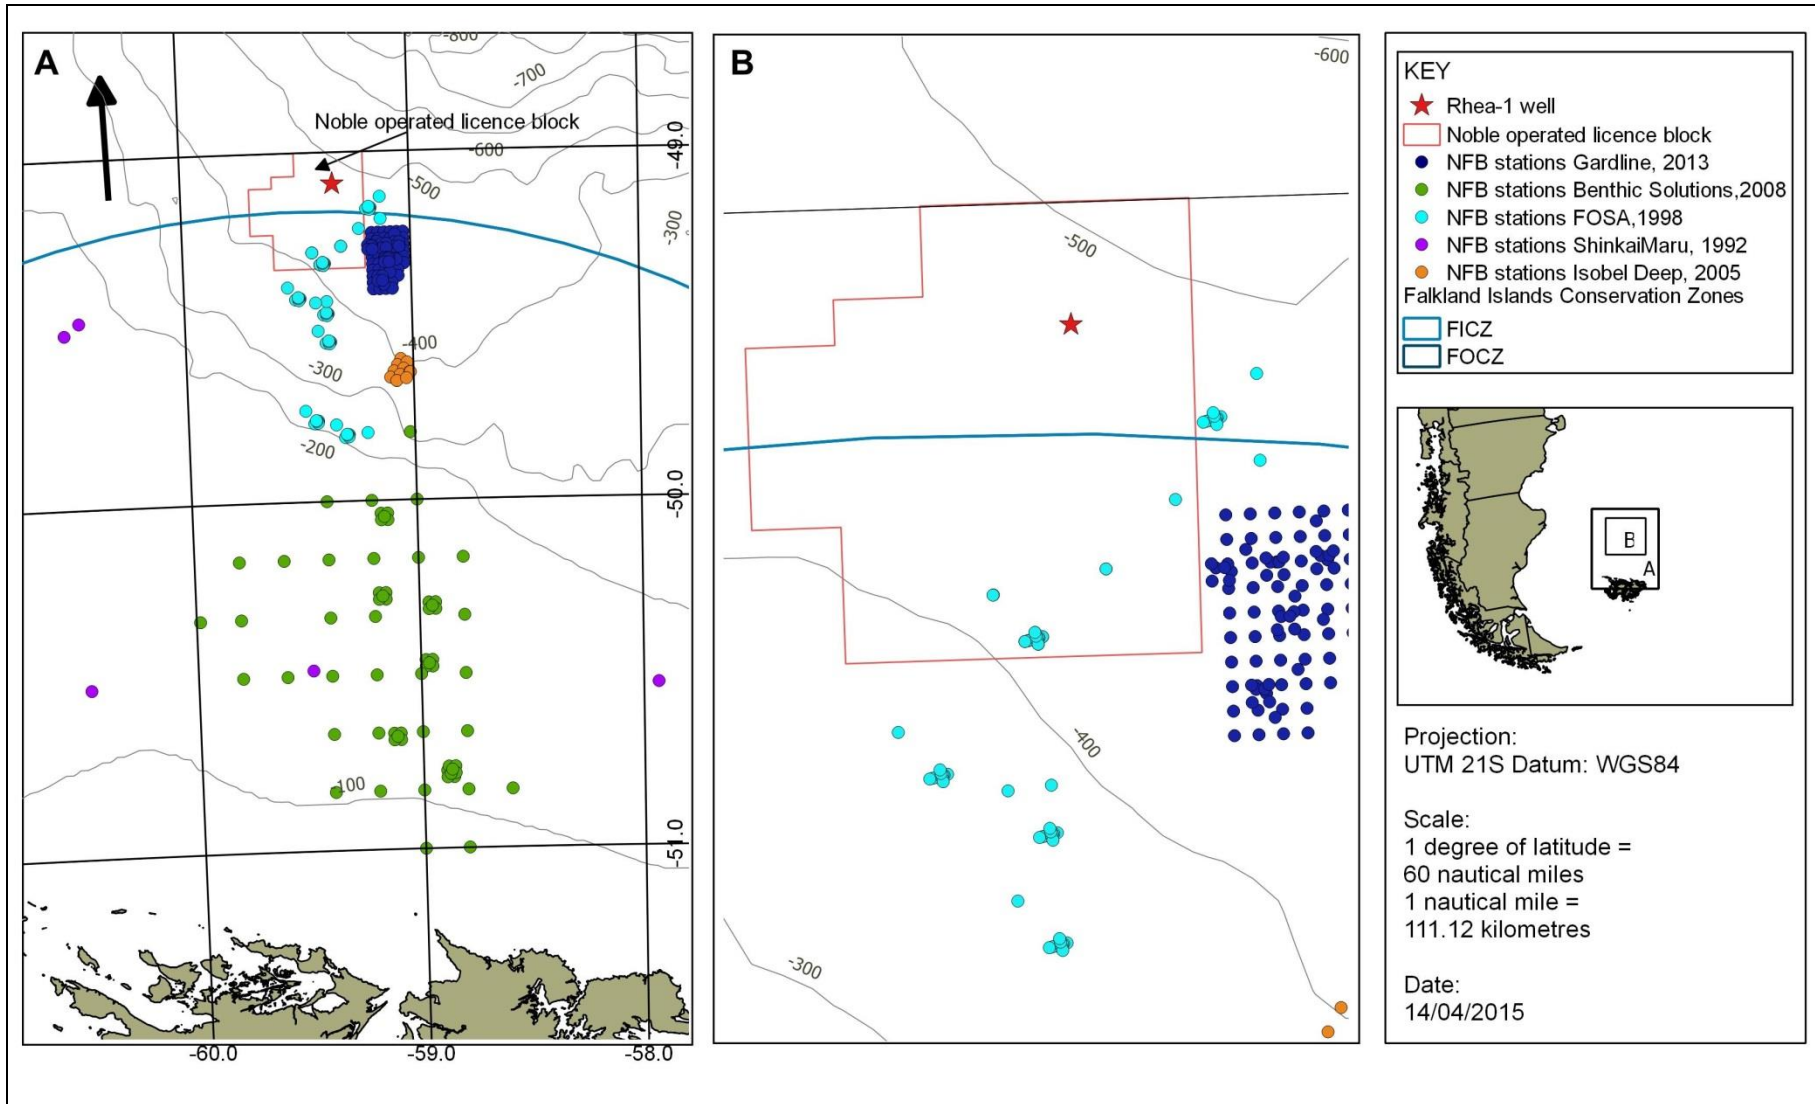 A
-800
-700
Noble operated licence block
-600
-49.0
-500
-300
-400
-300
-200
-50.0
-100
-51.0
-60.0
-59.0
-58.0
B
-600
-500
-400
-300
KEY
Rhea-1 well
Noble operated licence block
NFB stations Gardline, 2013
NFB stations Benthic Solutions,2008
NFB stations FOSA,1998
NFB stations ShinkaiMaru, 1992
NFB stations Isobel Deep, 2005
Falkland Islands Conservation Zones
FICZ
FOCZ
B
A
Projection:
UTM 21S Datum: WGS84
Scale:
1 degree of latitude =
60 nautical miles
1 nautical mile =
111.12 kilometres
Date:
14/04/2015